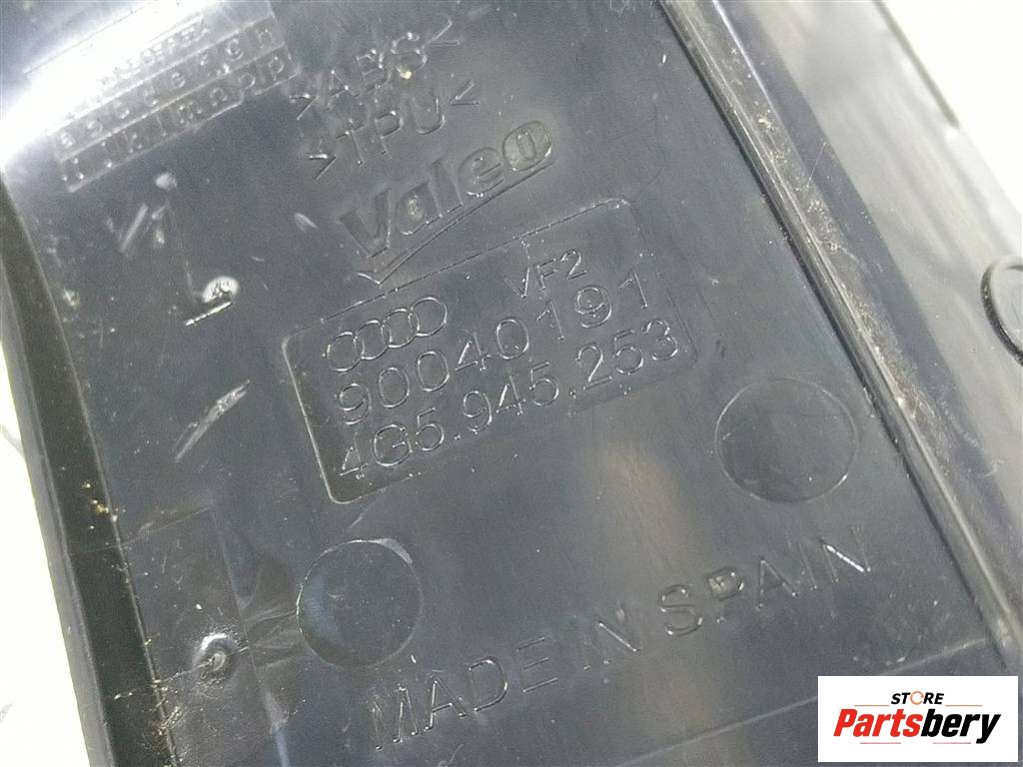 >ABS/
>TPU<
Valeo
VF2
90040191
4G5.945.253
MADE IN SPAIN
L
STORE
Partsbery